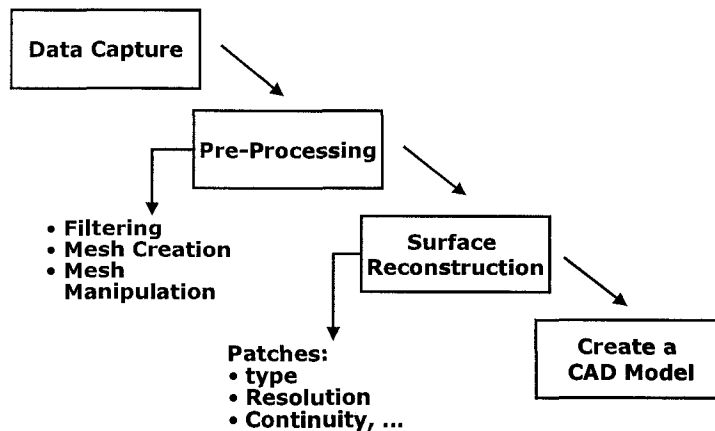 Data Capture
Pre-Processing
• Filtering
• Mesh Creation
• Mesh
Manipulation
Surface
Reconstruction
Patches:
• type
• Resolution
• Continuity, ...
Create a
CAD Model